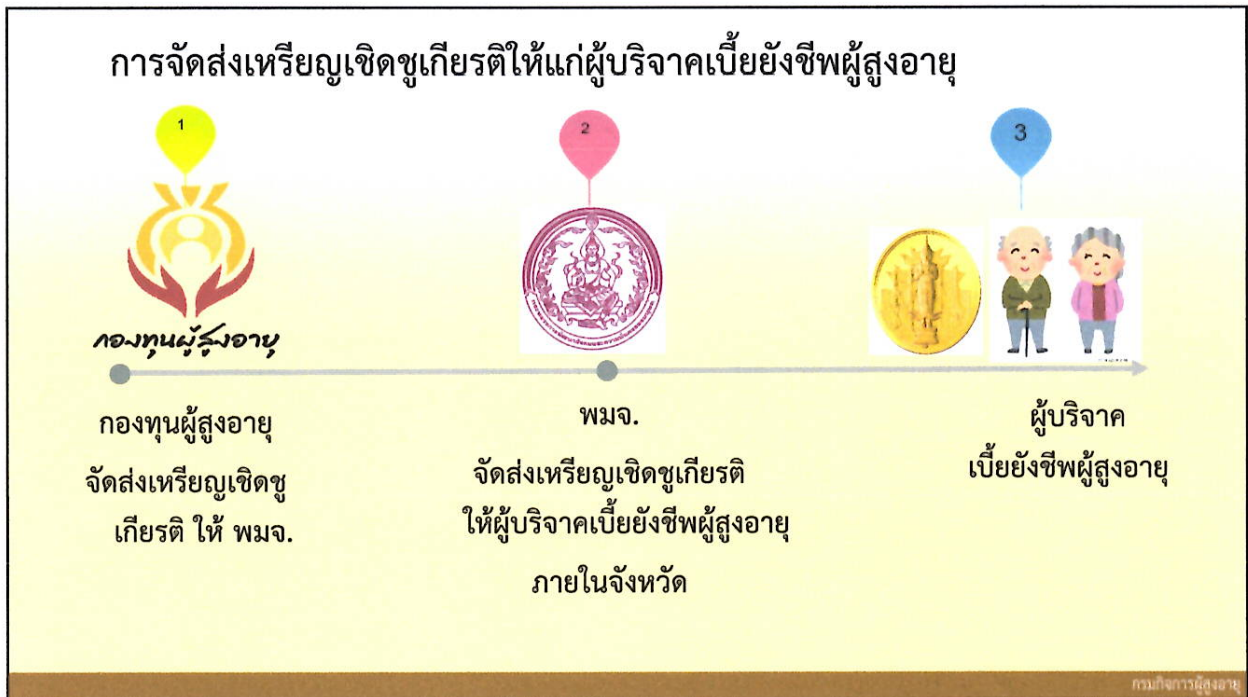 การจัดส่งเหรียญเชิดชูเกียรติให้แก่ผู้บริจาคเบี้ยยังชีพผู้สูงอายุ
1
2
3
กองทุนผู้สูงอายุ
กองทุนผู้สูงอายุ
จัดส่งเหรียญเชิดชู
เกียรติ ให้ พมจ.
พมจ.
จัดส่งเหรียญเชิดชูเกียรติ
ให้ผู้บริจาคเบี้ยยังชีพผู้สูงอายุ
ภายในจังหวัด
ผู้บริจาค
เบี้ยยังชีพผู้สูงอายุ
กรมกิจการผู้สูงอายุ